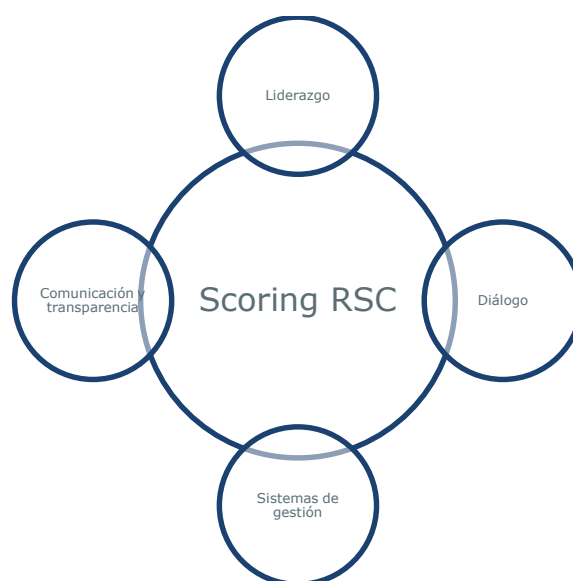 Liderazgo
Comunicación y
transparencia
Scoring RSC
Diálogo
Sistemas de
gestión